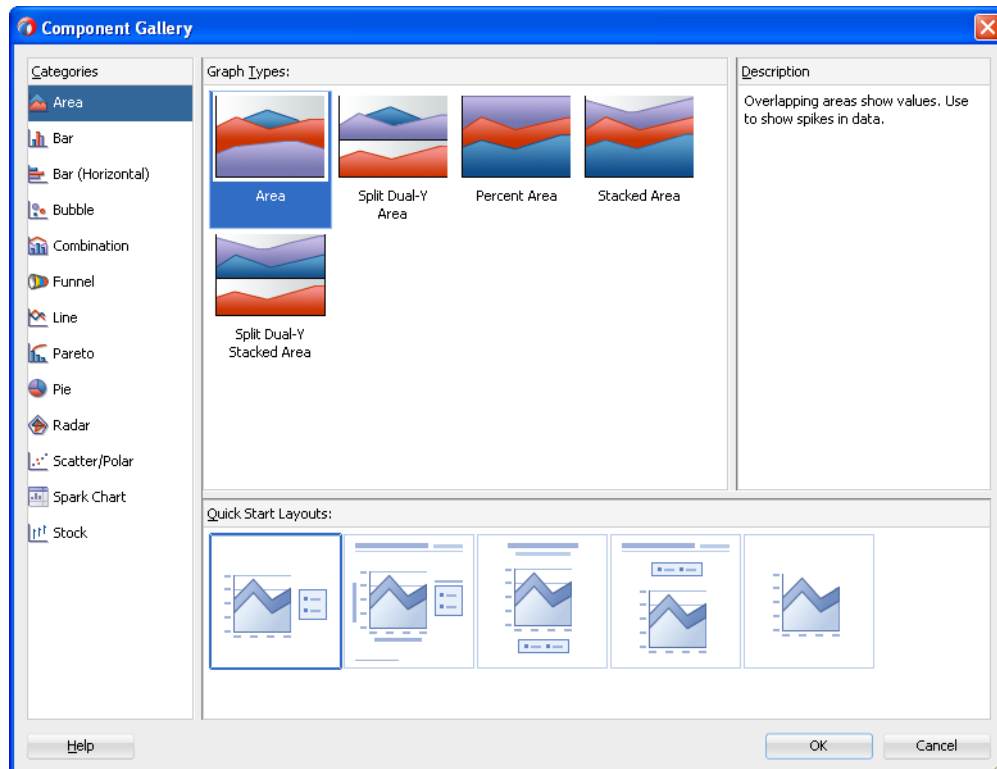 Component Gallery
Categories
Area
Bar
Bar (Horizontal)
Bubble
Combination
Funnel
Line
Pareto
Pie
Radar
Scatter/Polar
Spark Chart
Stock
Graph Types:
Area
Split Dual-Y
Area
Percent Area
Stacked Area
Split Dual-Y
Stacked Area
Description
Overlapping areas show values. Use
to show spikes in data.
Quick Start Layouts:
Help
OK
Cancel